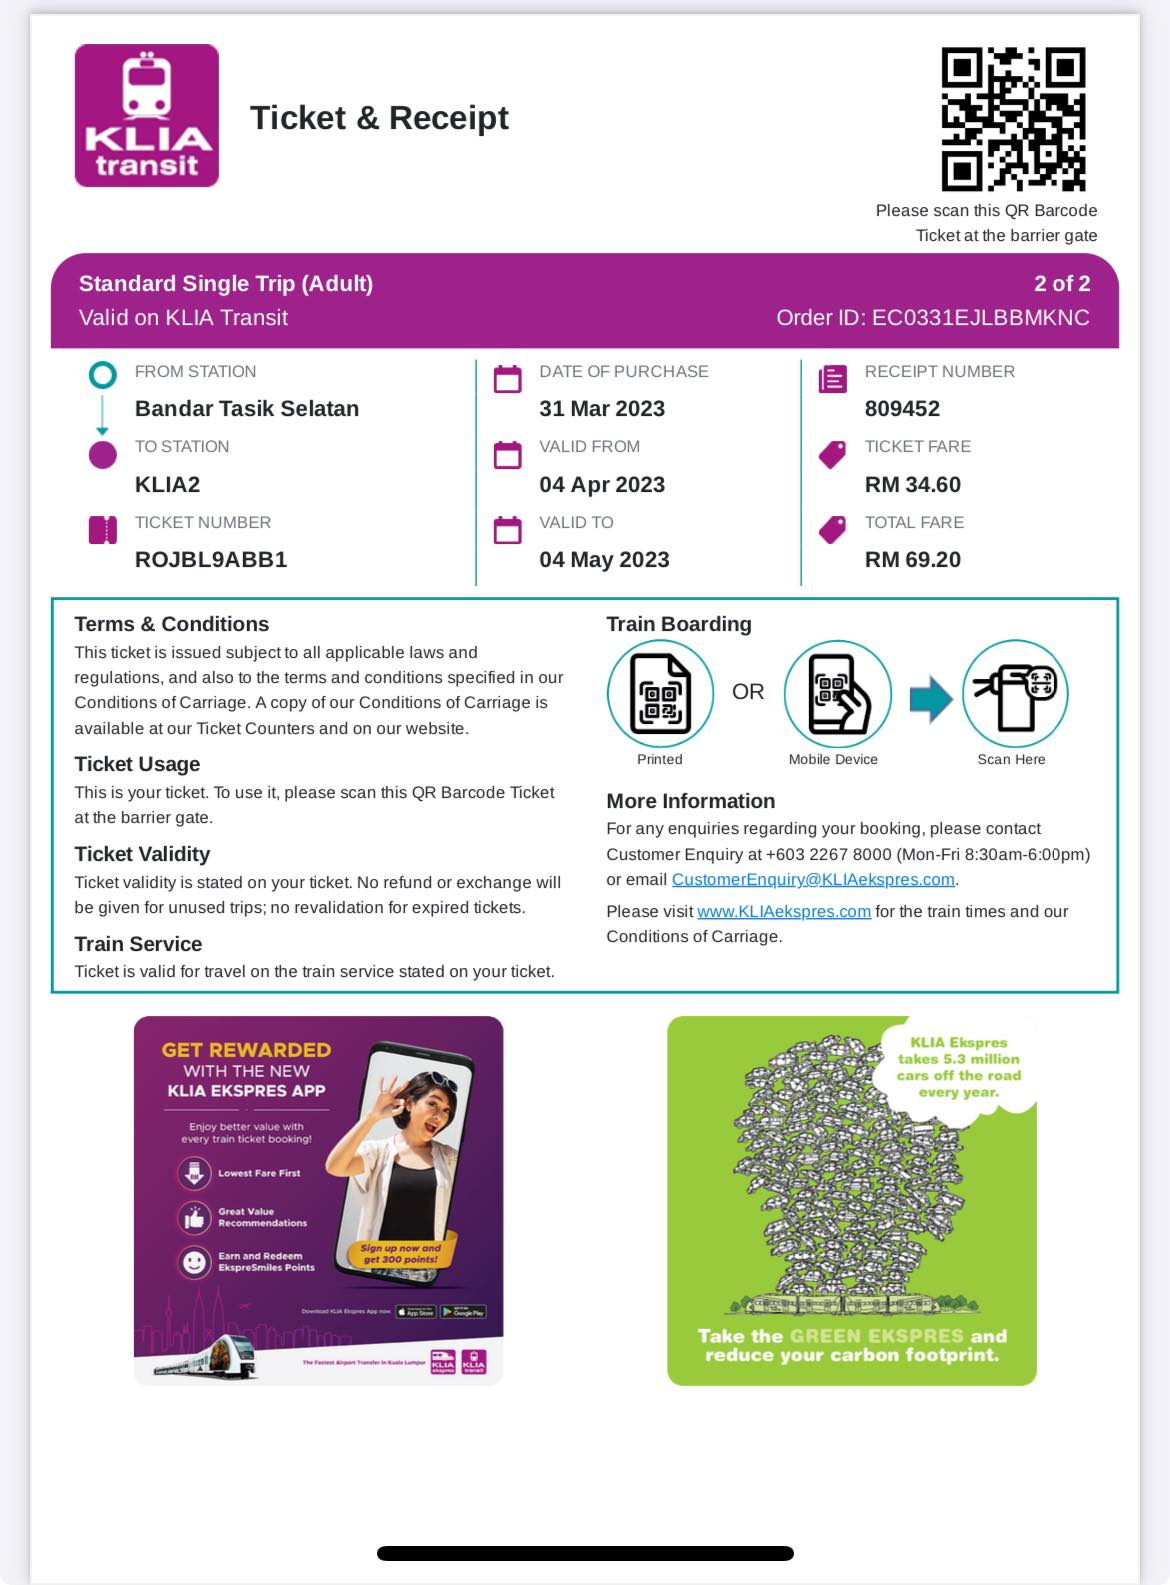 KLIA
transit
Ticket & Receipt
Please scan this QR Barcode
Ticket at the barrier gate
Standard Single Trip (Adult)
2 of 2
Valid on KLIA Transit
Order ID: EC0331EJLBBMKNC
FROM STATION
Bandar Tasik Selatan
TO STATION
KLIA2
TICKET NUMBER
ROJBL9ABB1
DATE OF PURCHASE
31 Mar 2023
VALID FROM
04 Apr 2023
VALID TO
04 May 2023
RECEIPT NUMBER
809452
TICKET FARE
RM 34.60
TOTAL FARE
RM 69.20
Terms & Conditions
This ticket is issued subject to all applicable laws and
regulations, and also to the terms and conditions specified in our
Conditions of Carriage. A copy of our Conditions of Carriage is
available at our Ticket Counters and on our website.
Ticket Usage
This is your ticket. To use it, please scan this QR Barcode Ticket
at the barrier gate.
Ticket Validity
Ticket validity is stated on your ticket. No refund or exchange will
be given for unused trips; no revalidation for expired tickets.
Train Service
Ticket is valid for travel on the train service stated on your ticket.
Train Boarding
OR
Printed
Mobile Device
Scan Here
More Information
For any enquiries regarding your booking, please contact
Customer Enquiry at +603 2267 8000 (Mon-Fri 8:30am-6:00pm)
or email CustomerEnquiry@KLIAekspres.com.
Please visit www.KLIAekspres.com for the train times and our
Conditions of Carriage.
GET REWARDED
WITH THE NEW
KLIA EKSPRES APP
Enjoy better value with
every train ticket booking!
Lowest Fare First
Great Value
Recommendations
Earn and Redeem
EkspreSmiles Points
Sign up now and
get 300 points!
Download KLIA Ekspres App now.
App Store
Google Play
The Fastest Airport Transfer in Kuala Lumpur
KLIA
ekspres
KLIA
transit
KLIA Ekspres
takes 5.3 million
cars off the road
every year.
Take the GREEN EKSPRES and
reduce your carbon footprint.